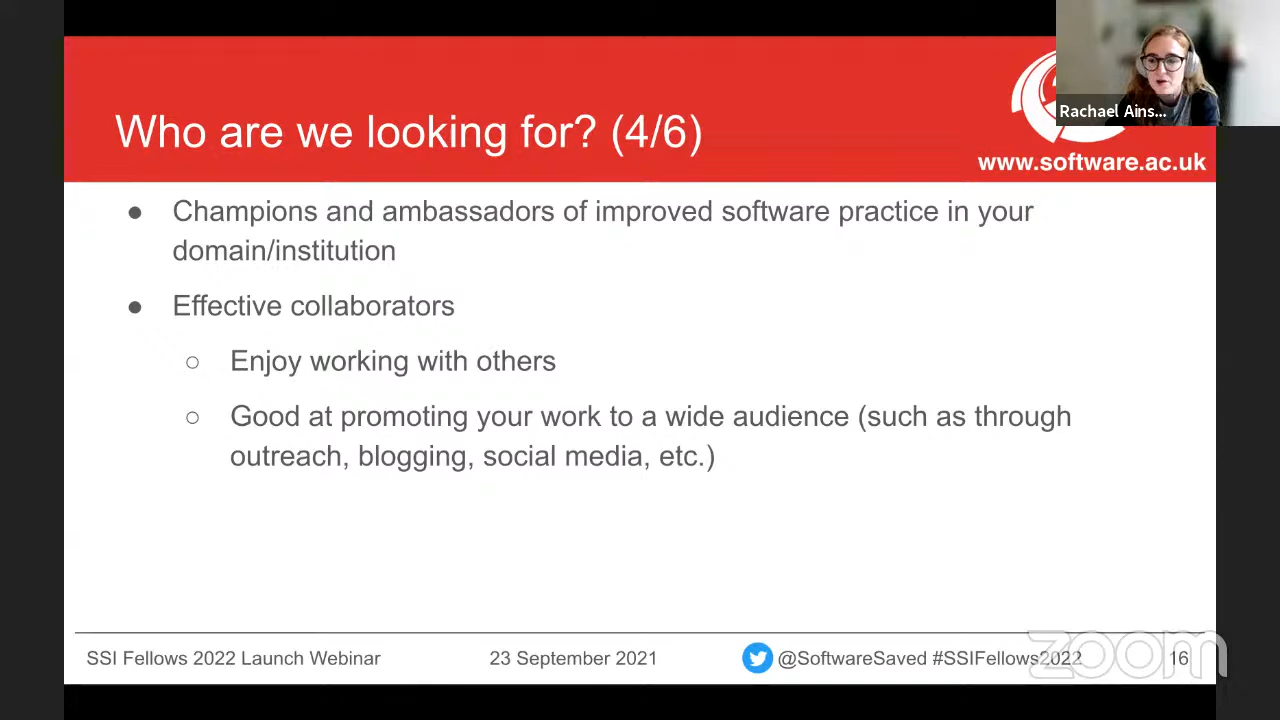 Rachael Ains...
Who are we looking for? (4/6)
www.software.ac.uk
● Champions and ambassadors of improved software practice in your
domain/institution
● Effective collaborators
○ Enjoy working with others
○ Good at promoting your work to a wide audience (such as through
outreach, blogging, social media, etc.)
SSI Fellows 2022 Launch Webinar
23 September 2021
@SoftwareSaved #SSIFellows2022
16
zoom